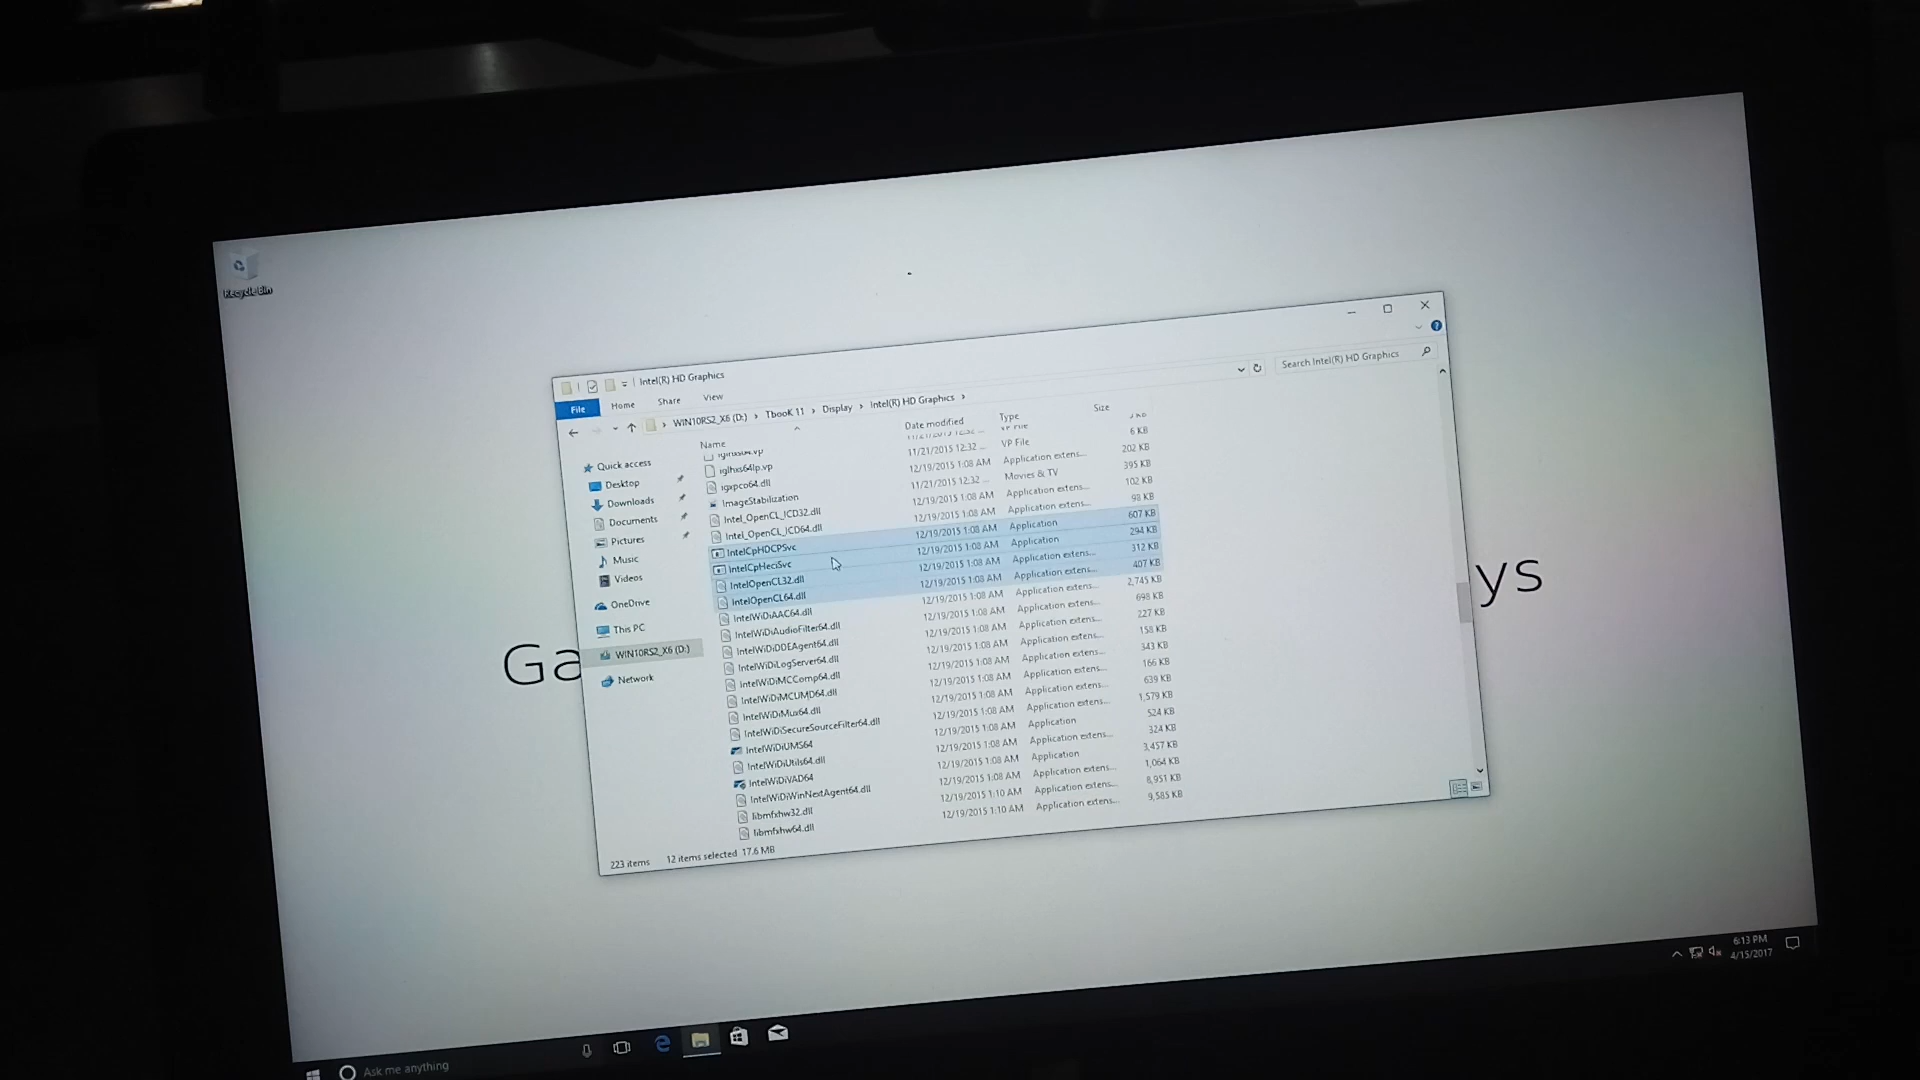 Recycle Bin
Intel(R) HD Graphics
File Home Share View
WIN10RS2_X6 (D:) › TbooK 11 › Display › Intel(R) HD Graphics ›
Search Intel(R) HD Graphics
Name Date modified Type Size
11/21/2015 12:32 ... VP File 6 KB
iglhxs64lp.vp 12/19/2015 1:08 AM Application extens... 202 KB
igxpco64.dll 11/21/2015 12:32 ... Movies & TV 395 KB
ImageStabilization 12/19/2015 1:08 AM Application extens... 102 KB
Intel_OpenCL_ICD32.dll 12/19/2015 1:08 AM Application extens... 98 KB
Intel_OpenCL_ICD64.dll 12/19/2015 1:08 AM Application 607 KB
IntelCpHDCPSvc 12/19/2015 1:08 AM Application 294 KB
IntelCpHeciSvc 12/19/2015 1:08 AM Application extens... 312 KB
IntelOpenCL32.dll 12/19/2015 1:08 AM Application extens... 407 KB
IntelOpenCL64.dll 12/19/2015 1:08 AM Application extens... 2,745 KB
IntelWiDiAAC64.dll 12/19/2015 1:08 AM Application extens... 698 KB
IntelWiDiAudioFilter64.dll 12/19/2015 1:08 AM Application extens... 227 KB
IntelWiDiDDEAgent64.dll 12/19/2015 1:08 AM Application extens... 158 KB
IntelWiDiLogServer64.dll 12/19/2015 1:08 AM Application extens... 343 KB
IntelWiDiMCComp64.dll 12/19/2015 1:08 AM Application extens... 166 KB
IntelWiDiMCUMD64.dll 12/19/2015 1:08 AM Application extens... 639 KB
IntelWiDiMux64.dll 12/19/2015 1:08 AM Application extens... 1,579 KB
IntelWiDiSecureSourceFilter64.dll 12/19/2015 1:08 AM Application 524 KB
IntelWiDiUMS64 12/19/2015 1:08 AM Application extens... 324 KB
IntelWiDiUtils64.dll 12/19/2015 1:08 AM Application 3,457 KB
IntelWiDiVAD64 12/19/2015 1:08 AM Application extens... 1,064 KB
IntelWiDiWinNextAgent64.dll 12/19/2015 1:10 AM Application extens... 8,951 KB
libmfxhw32.dll 12/19/2015 1:10 AM Application extens... 9,585 KB
libmfxhw64.dll
Quick access
Desktop
Downloads
Documents
Pictures
Music
Videos
OneDrive
This PC
WIN10RS2_X6 (D:)
Network
223 items 12 items selected 17.6 MB
Ga
ys
6:13 PM
4/15/2017
Ask me anything